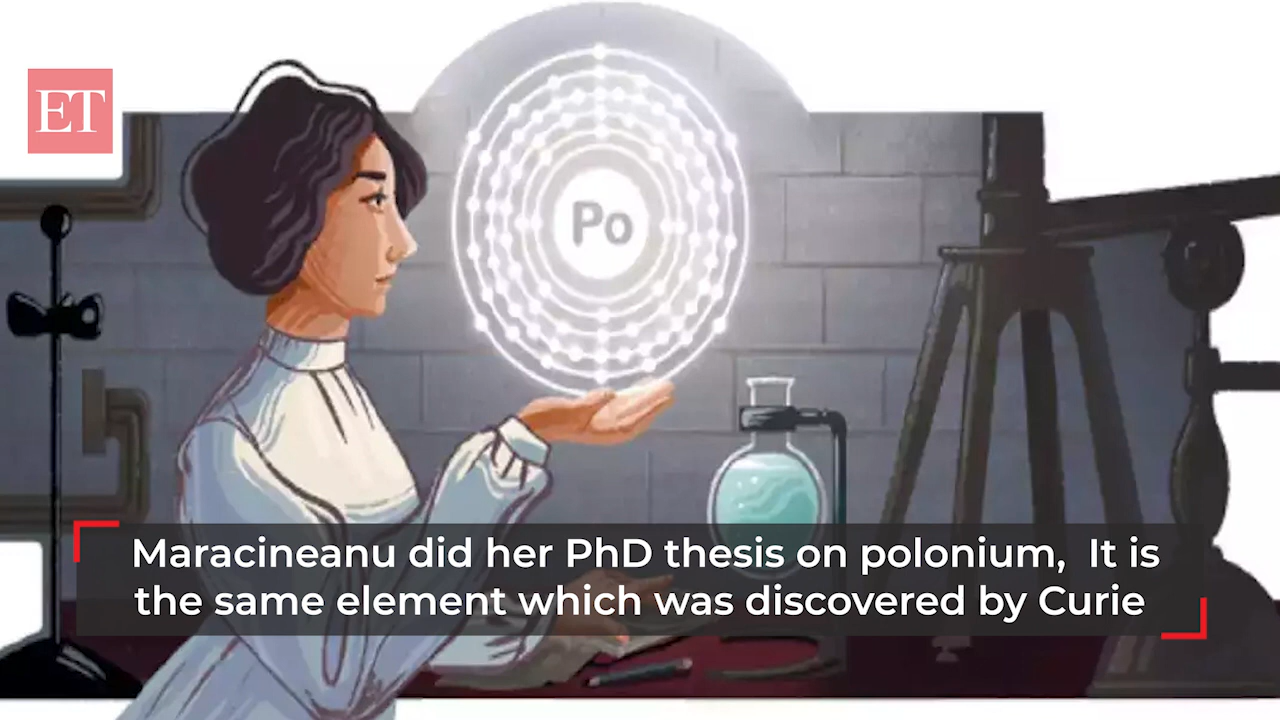 ET
Po
Maracineanu did her PhD thesis on polonium,  It is
the same element which was discovered by Curie